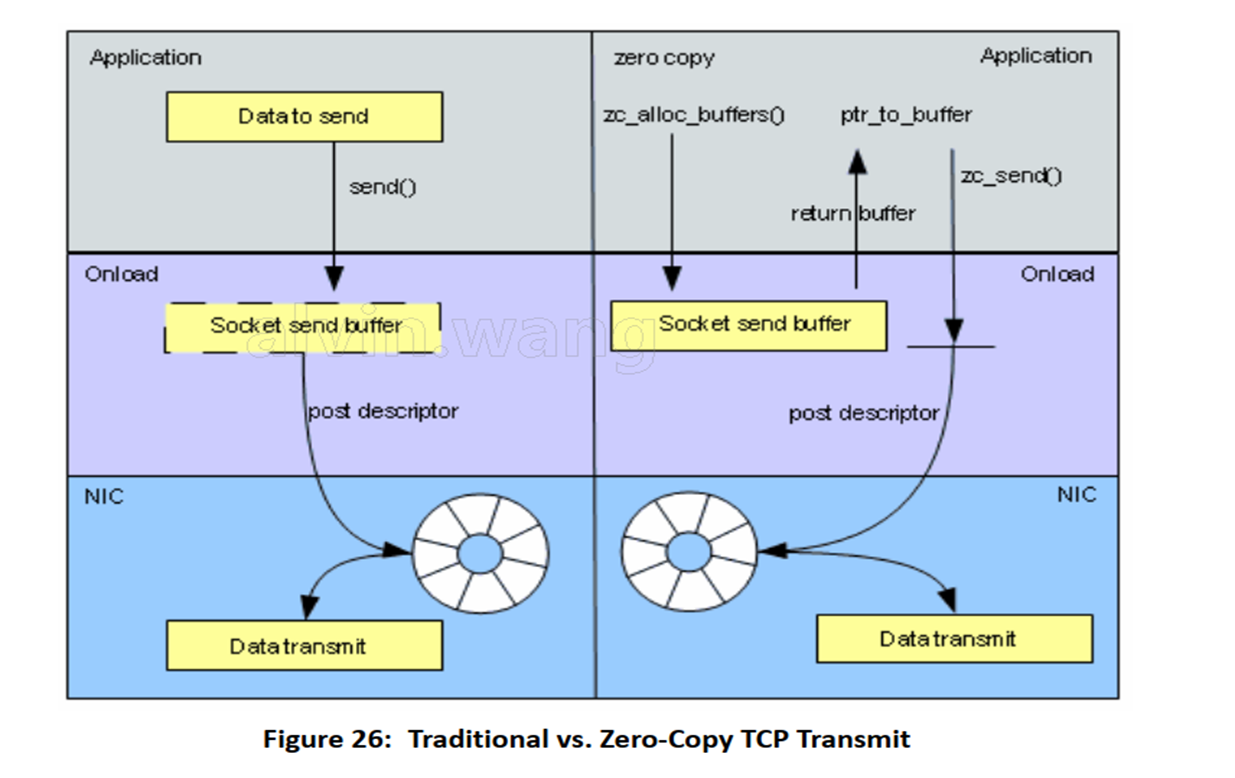 Application
zero copy
Application
Data to send
zc_alloc_buffers()
ptr_to_buffer
send()
zc_send()
return buffer
Onload
Onload
Socket send buffer
Socket send buffer
alvin.wang
post descriptor
post descriptor
NIC
NIC
Data transmit
Data transmit
Figure 26: Traditional vs. Zero-Copy TCP Transmit